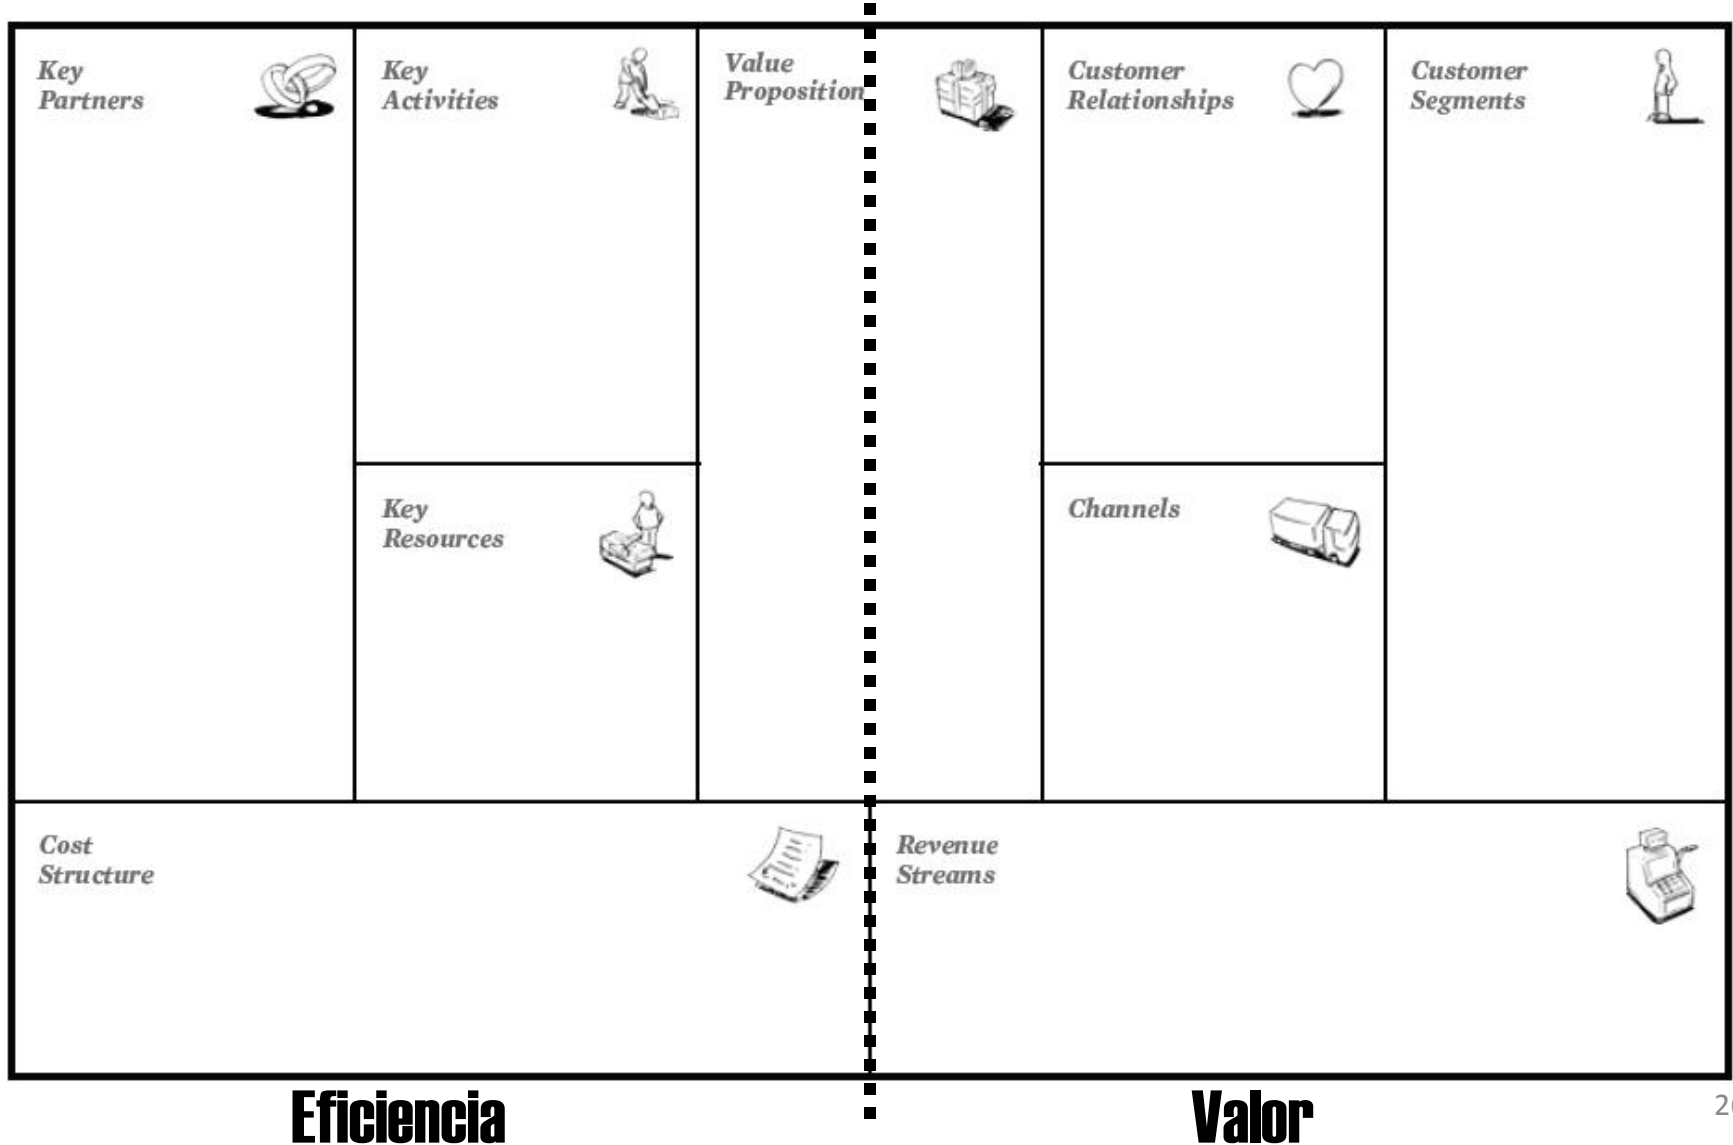 Key
Partners
Key
Activities
Value
Proposition
Customer
Relationships
Customer
Segments
Key
Resources
Channels
Cost
Structure
Revenue
Streams
Eficiencia
Valor